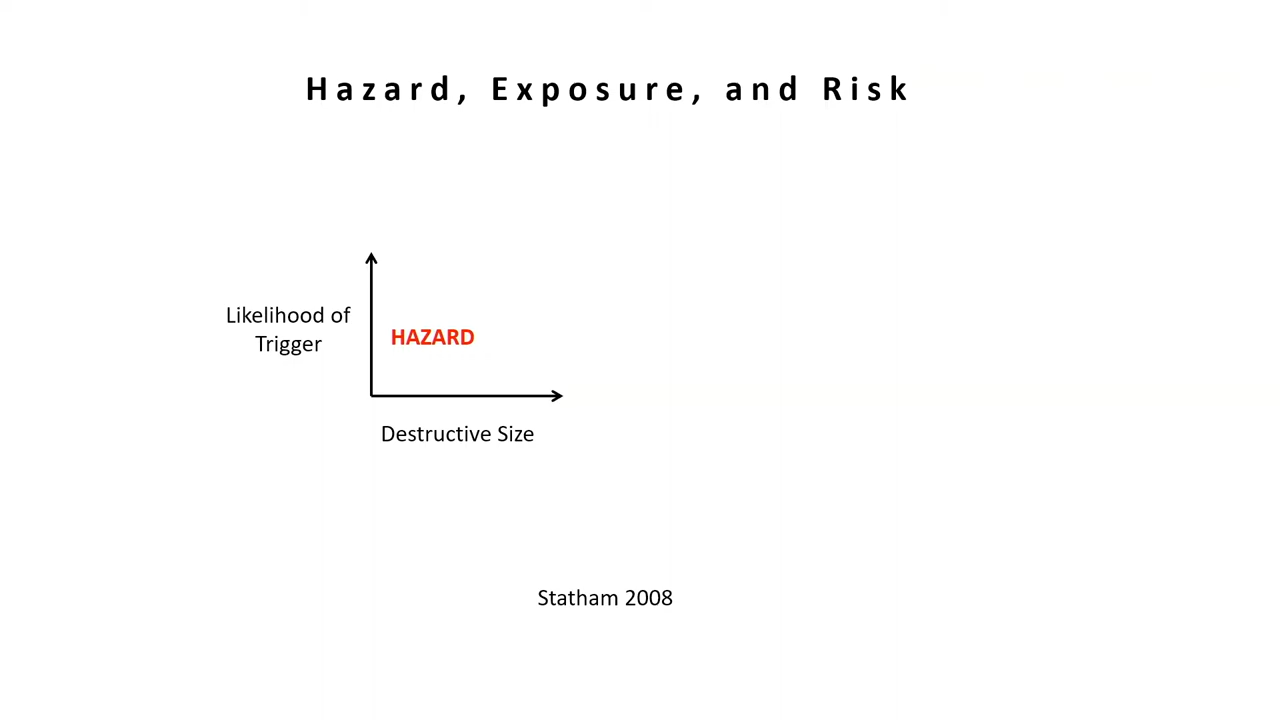 Hazard, Exposure, and Risk
Likelihood of
Trigger
HAZARD
Destructive Size
Statham 2008